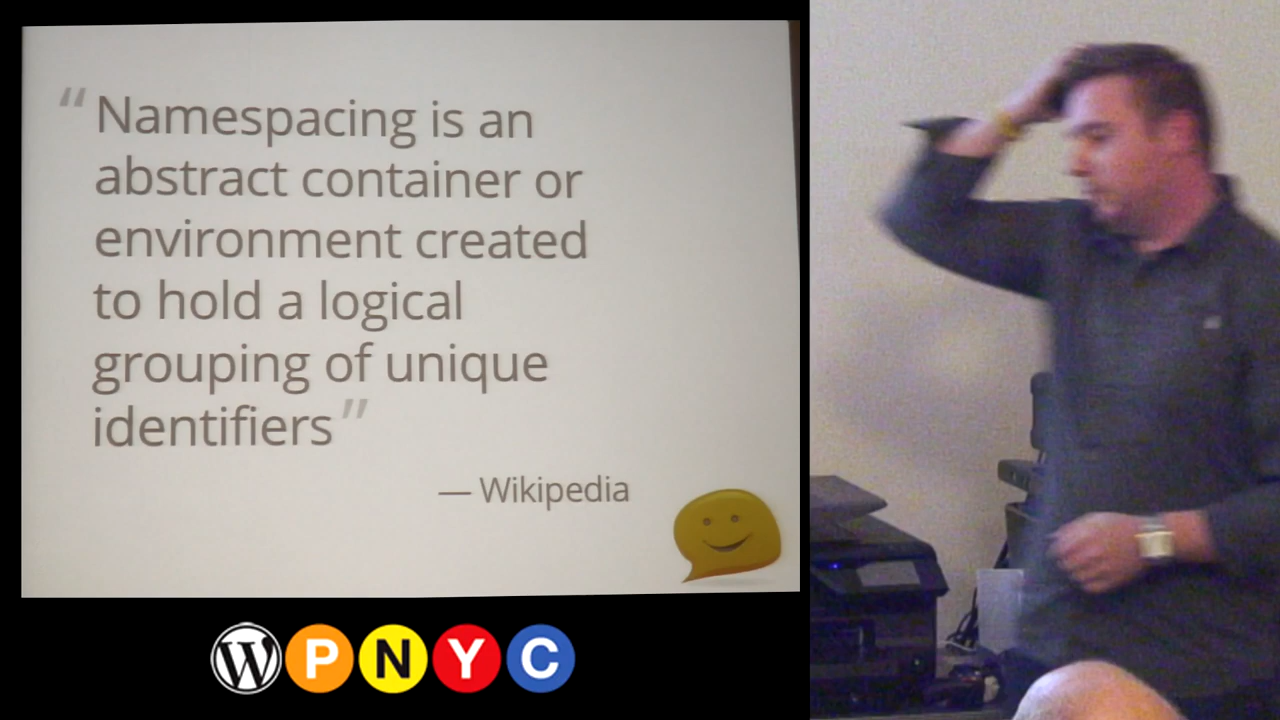 “Namespacing is an
abstract container or
environment created
to hold a logical
grouping of unique
identifiers”
— Wikipedia
W P N Y C